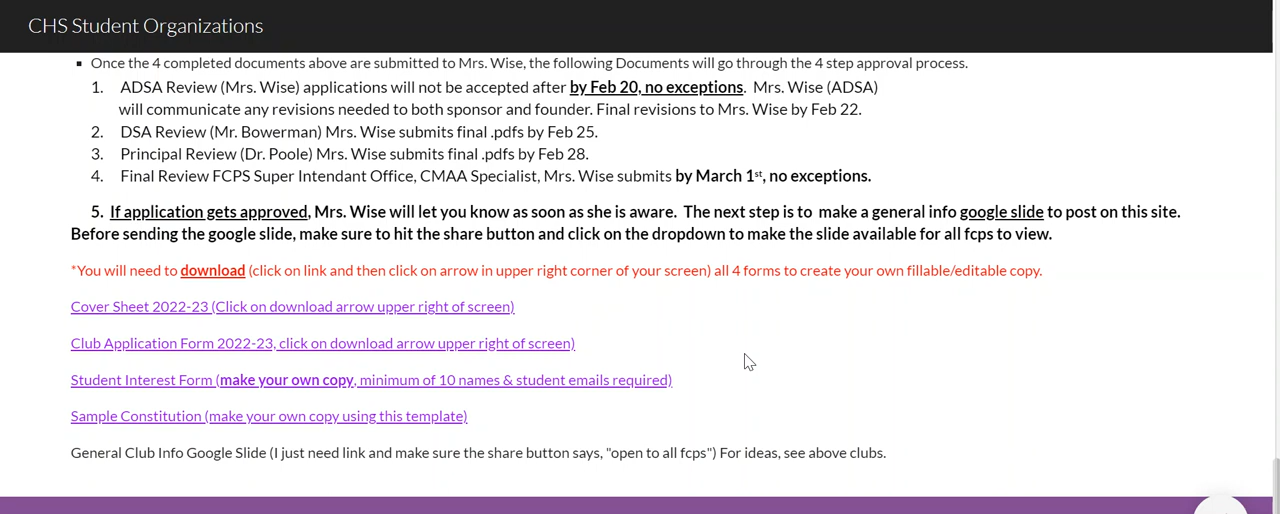 CHS Student Organizations
▪ Once the 4 completed documents above are submitted to Mrs. Wise, the following Documents will go through the 4 step approval process.
1. ADSA Review (Mrs. Wise) applications will not be accepted after by Feb 20, no exceptions. Mrs. Wise (ADSA)
will communicate any revisions needed to both sponsor and founder. Final revisions to Mrs. Wise by Feb 22.
2. DSA Review (Mr. Bowerman) Mrs. Wise submits final .pdfs by Feb 25.
3. Principal Review (Dr. Poole) Mrs. Wise submits final .pdfs by Feb 28.
4. Final Review FCPS Super Intendant Office, CMAA Specialist, Mrs. Wise submits by March 1st, no exceptions.
5. If application gets approved, Mrs. Wise will let you know as soon as she is aware. The next step is to make a general info google slide to post on this site.
Before sending the google slide, make sure to hit the share button and click on the dropdown to make the slide available for all fcps to view.
*You will need to download (click on link and then click on arrow in upper right corner of your screen) all 4 forms to create your own fillable/editable copy.
Cover Sheet 2022-23 (Click on download arrow upper right of screen)
Club Application Form 2022-23, click on download arrow upper right of screen)
Student Interest Form (make your own copy, minimum of 10 names & student emails required)
Sample Constitution (make your own copy using this template)
General Club Info Google Slide (I just need link and make sure the share button says, "open to all fcps") For ideas, see above clubs.